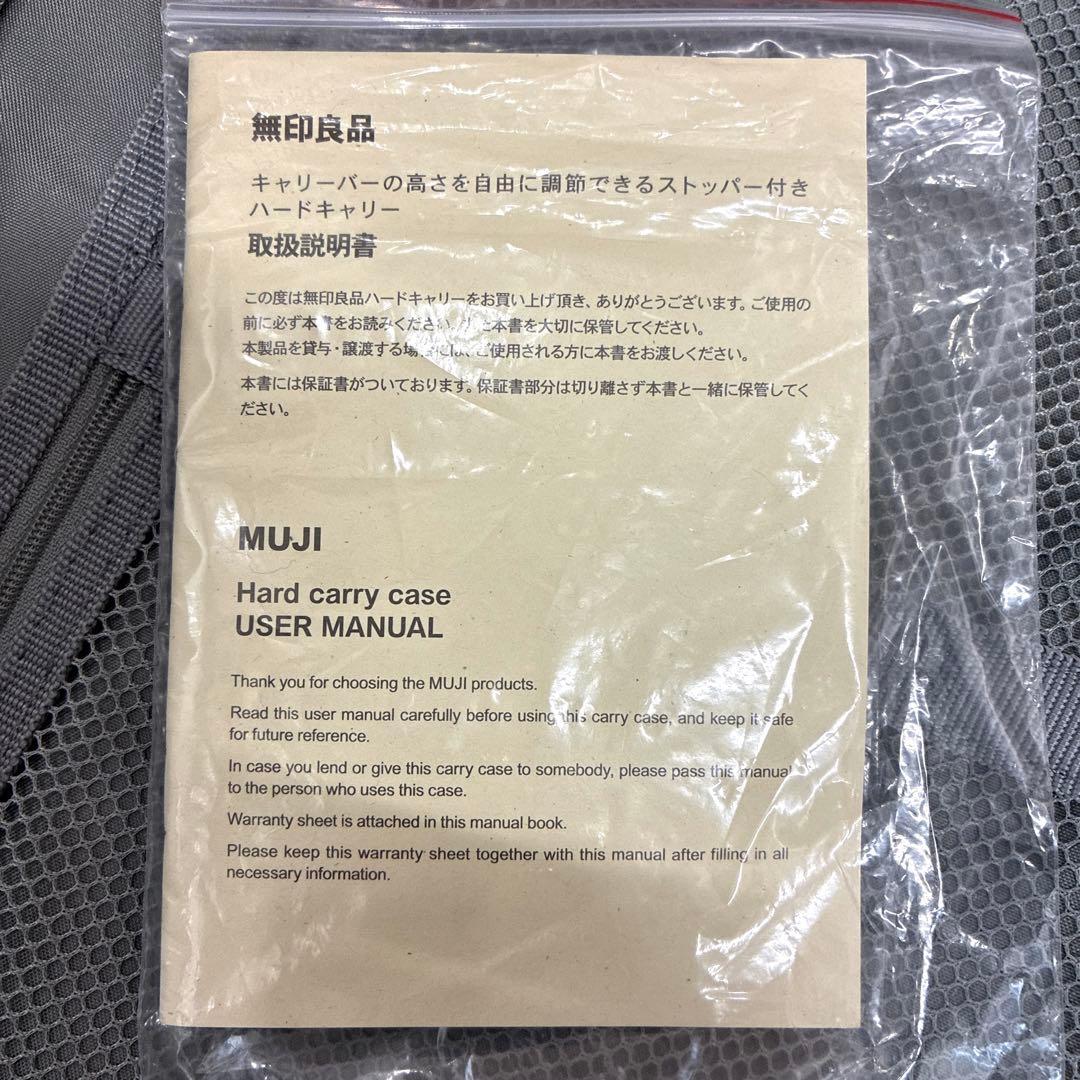 無印良品
キャリーバーの高さを自由に調節できるストッパー付き
ハードキャリー
取扱説明書
この度は無印良品ハードキャリーをお買い上げ頂き、ありがとうございます。ご使用の
前に必ず本書をお読みください。 本書を大切に保管してください。
本製品を貸与・譲渡する場合には、ご使用される方に本書をお渡しください。
本書には保証書がついております。保証書部分は切り離さず本書と一緒に保管してく
ださい。
MUJI
Hard carry case
USER MANUAL
Thank you for choosing the MUJI products.
Read this user manual carefully before using this carry case, and keep it safe
for future reference.
In case you lend or give this carry case to somebody, please pass this manual
to the person who uses this case.
Warranty sheet is attached in this manual book.
Please keep this warranty sheet together with this manual after filling in all
necessary information.